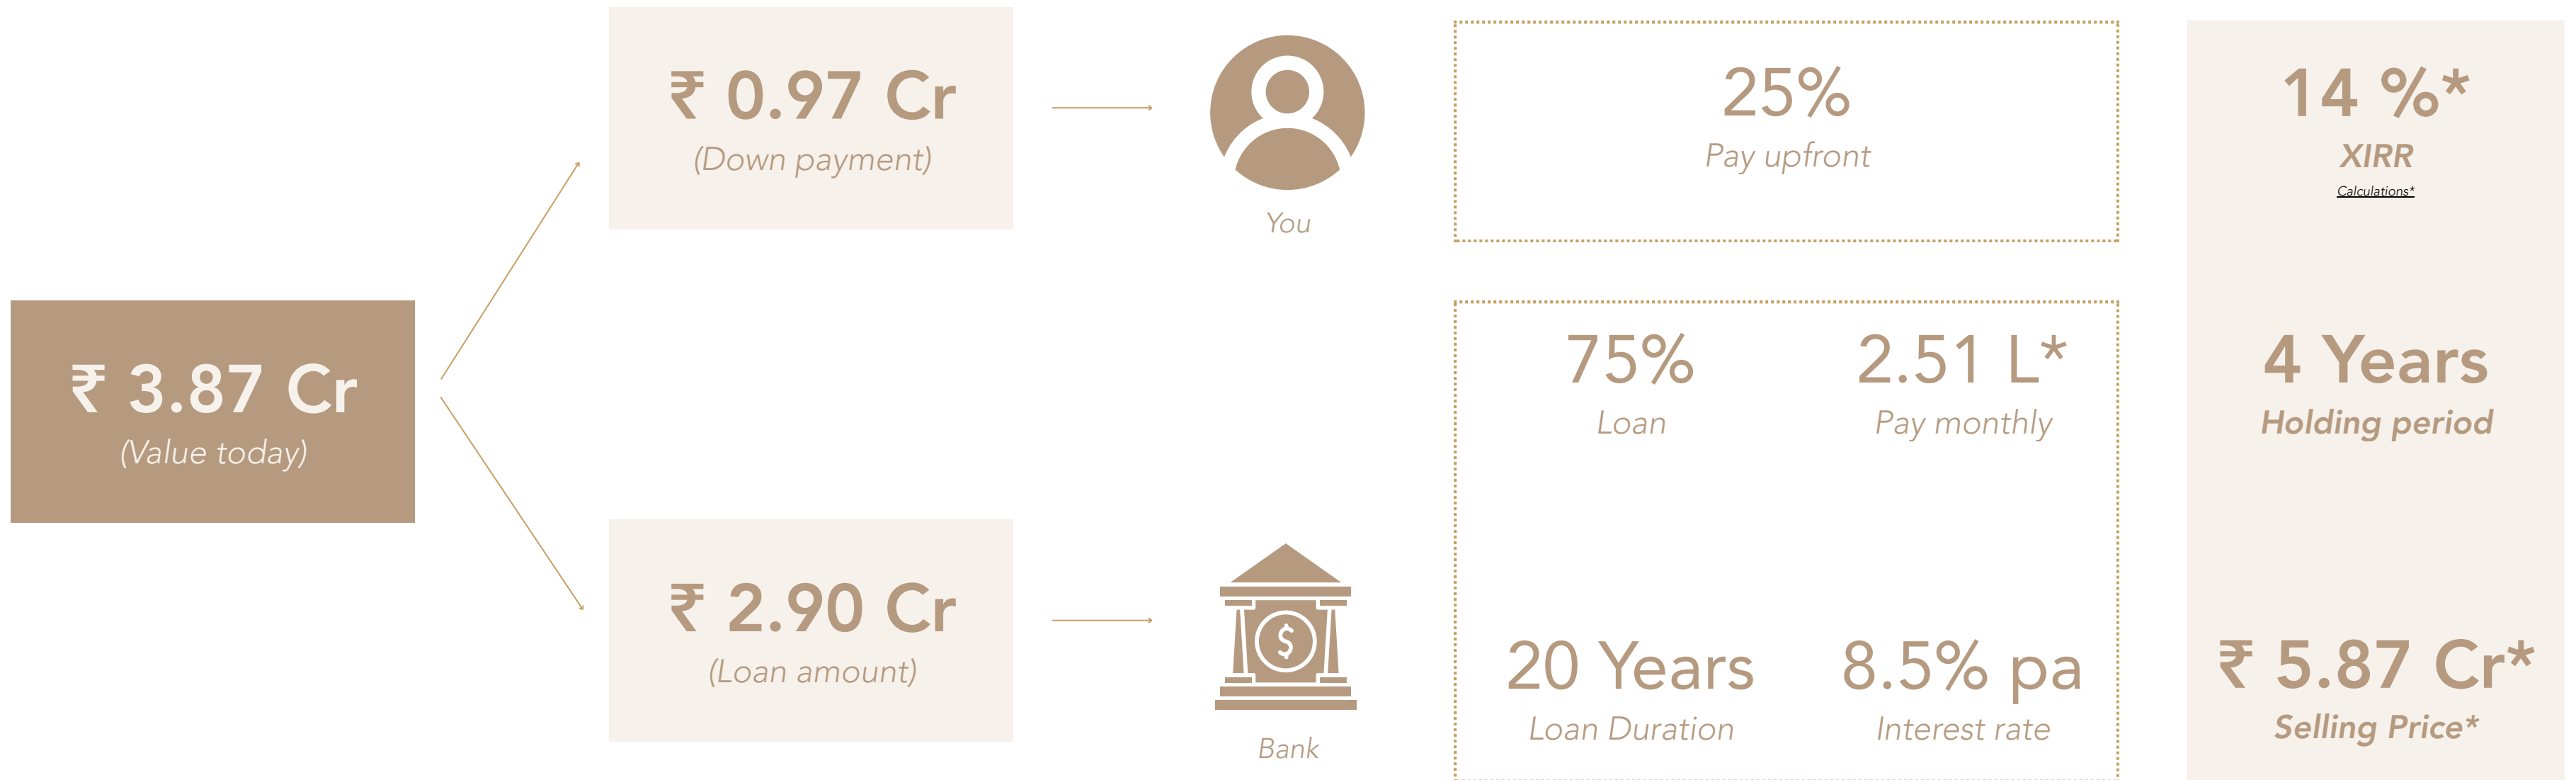 ₹ 3.87 Cr
(Value today)
₹ 0.97 Cr
(Down payment)
You
25%
Pay upfront
₹ 2.90 Cr
(Loan amount)
$
Bank
75%
Loan
2.51 L*
Pay monthly
20 Years
Loan Duration
8.5% pa
Interest rate
14 %*
XIRR
Calculations*
4 Years
Holding period
₹ 5.87 Cr*
Selling Price*